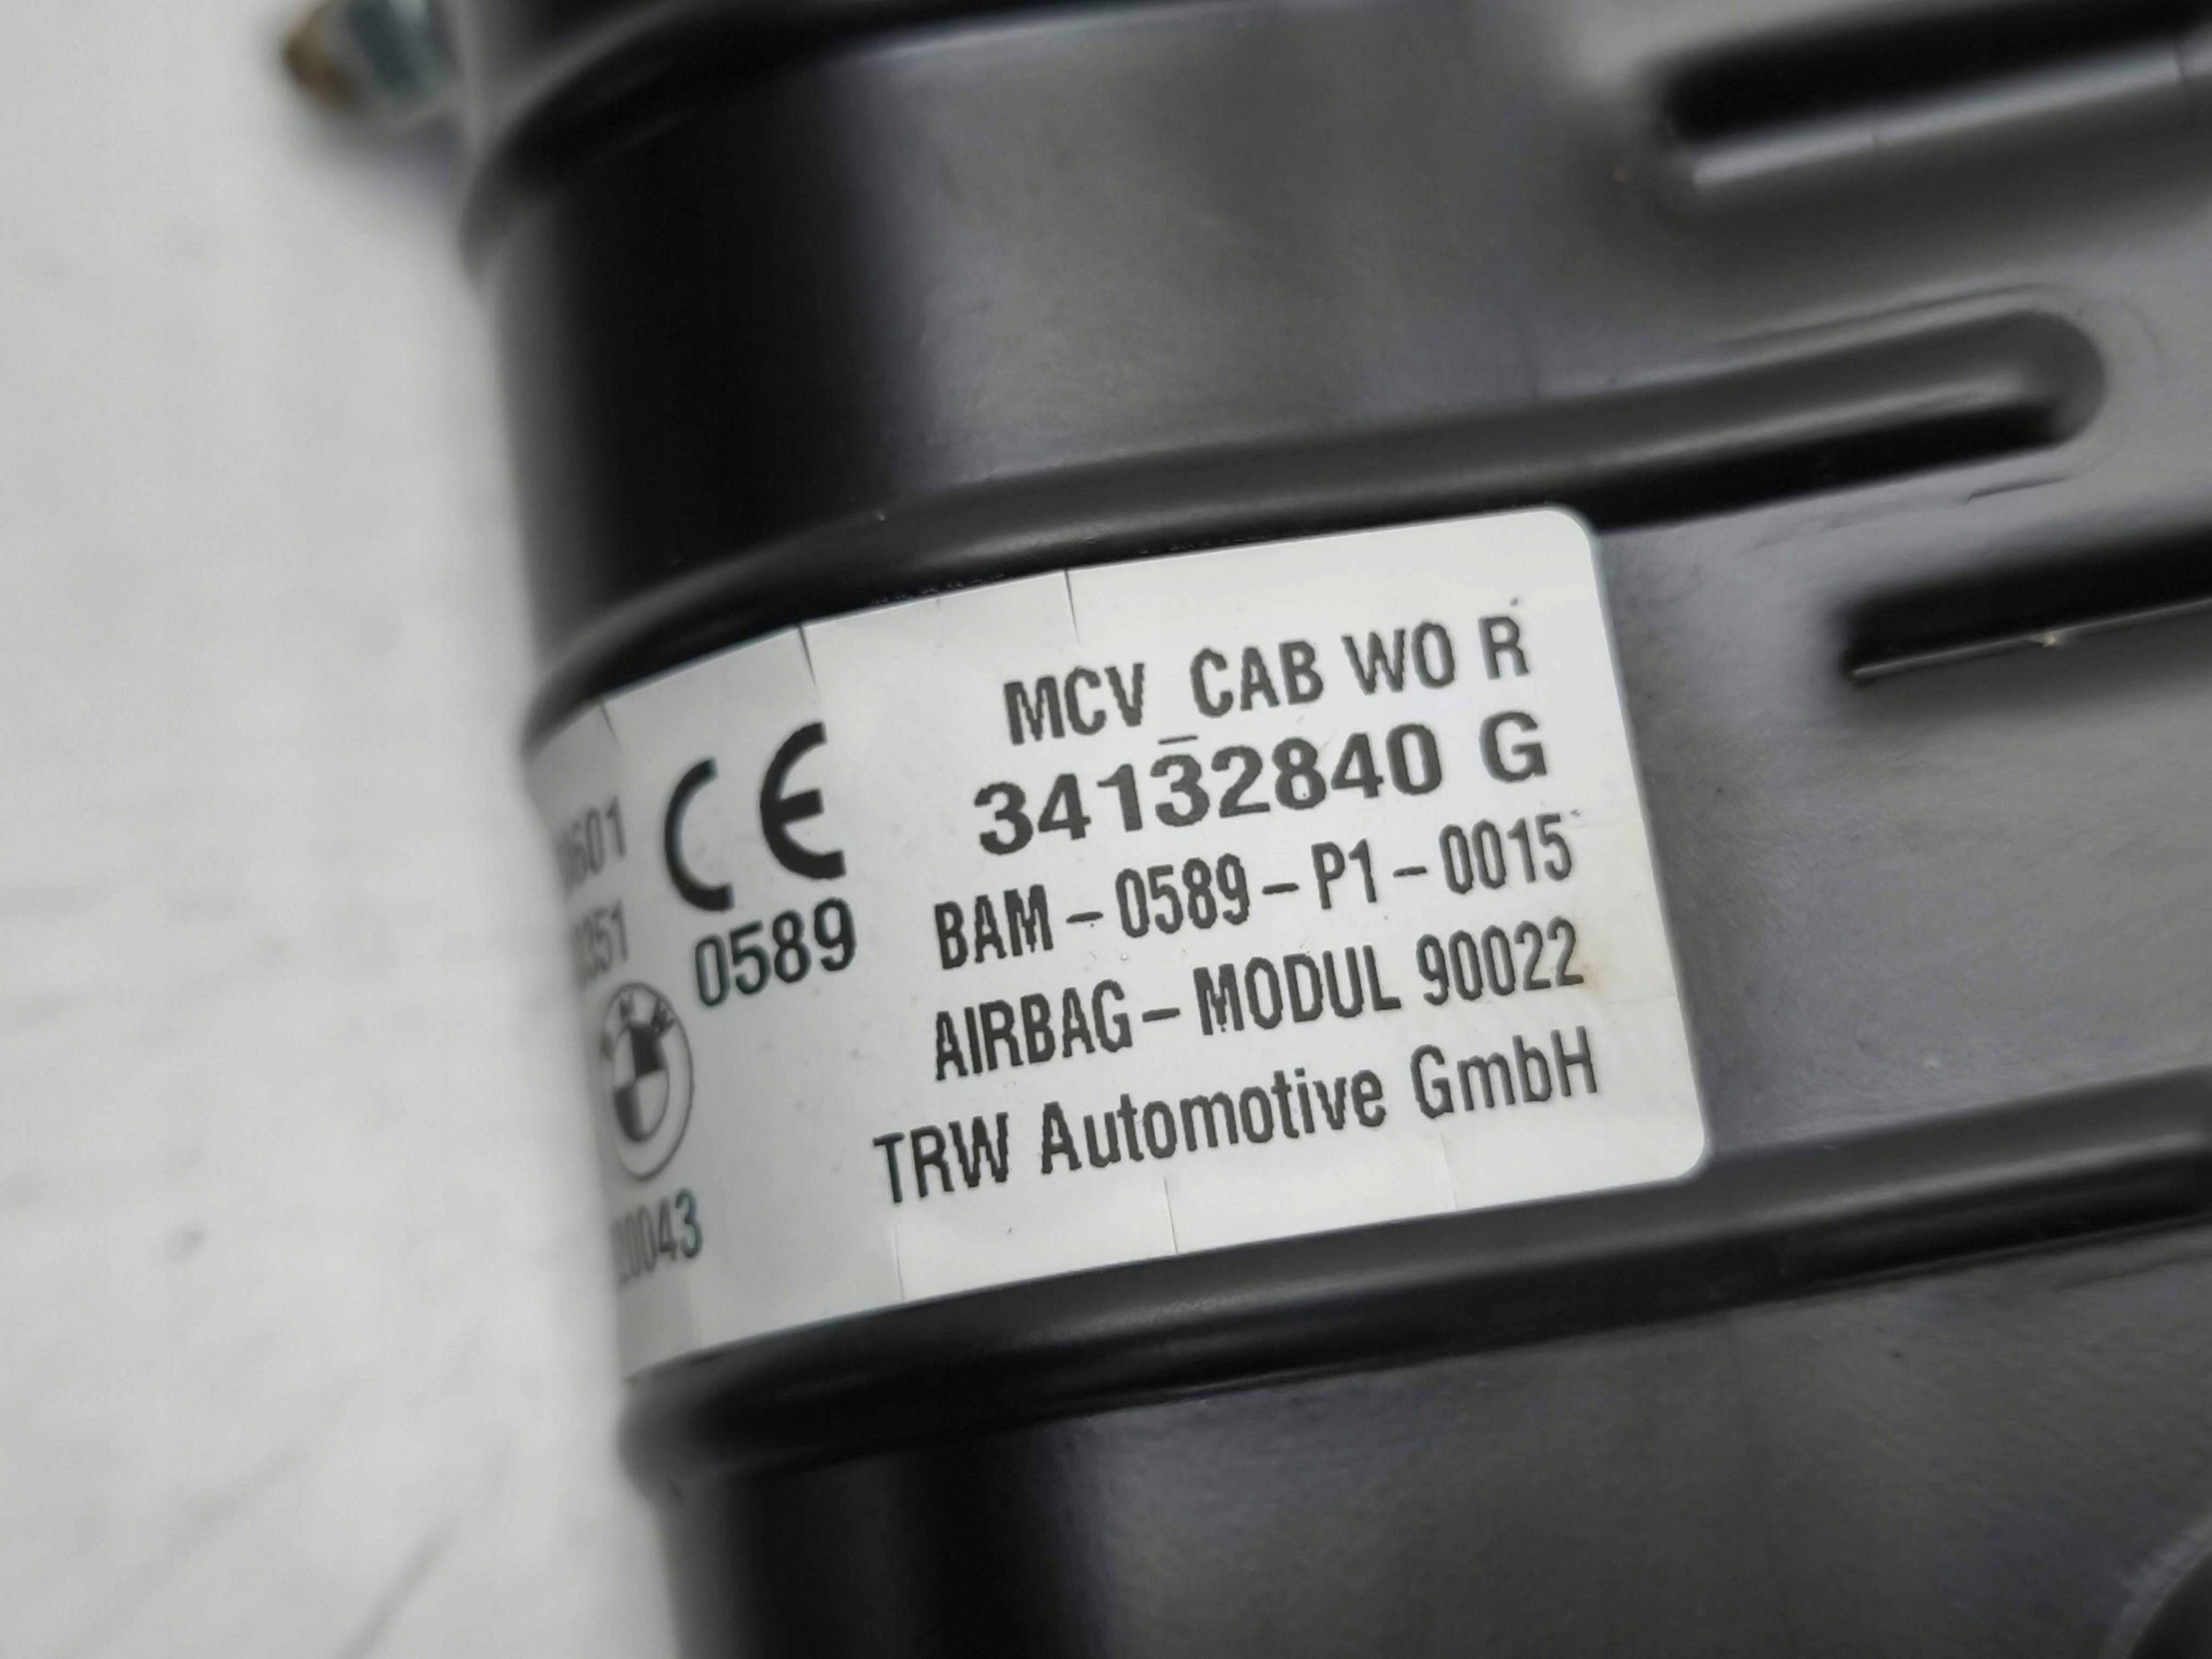 MCV_CAB WO R
34132840 G
BAM-0589-P1-0015
AIRBAG-MODUL 90022
TRW Automotive GmbH
CE
0589